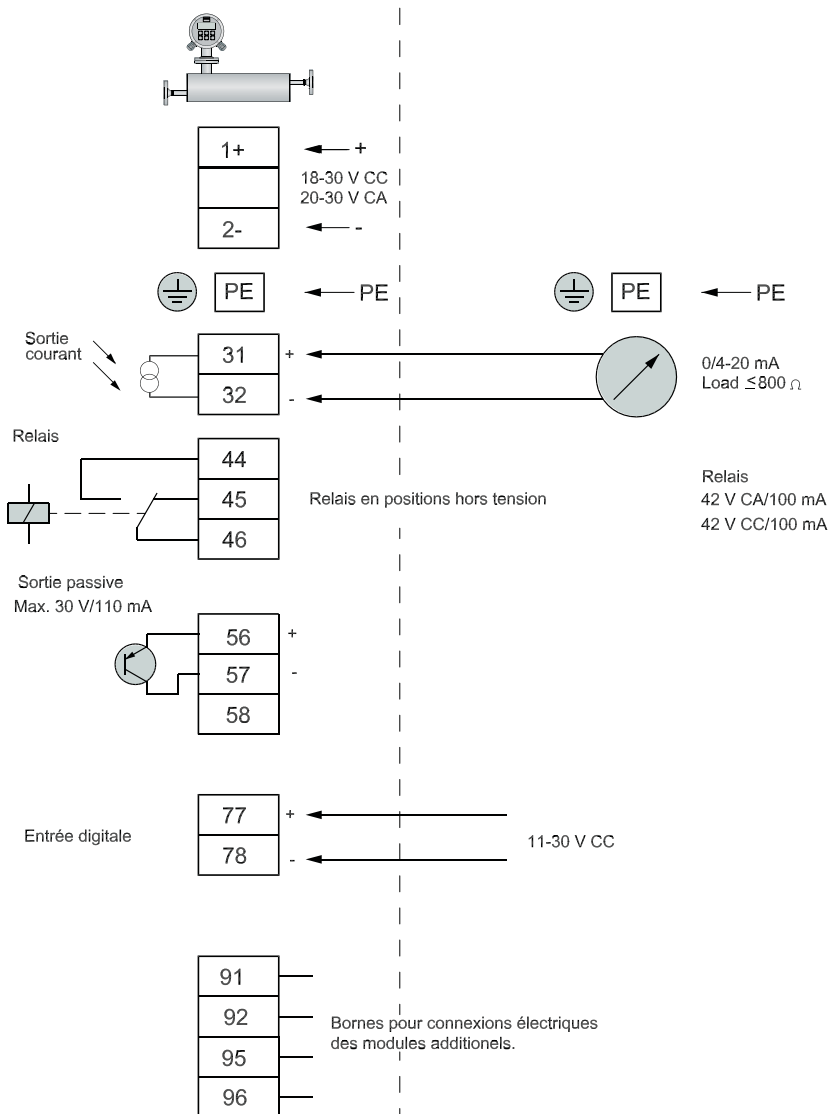 1+
+
18-30 V CC
20-30 V CA
2-
-
PE
PE
PE
PE
Sortie
courant
31
+
32
-
0/4-20 mA
Load ≤800 Ω
Relais
44
45
46
Relais en positions hors tension
Relais
42 V CA/100 mA
42 V CC/100 mA
Sortie passive
Max. 30 V/110 mA
56
+
57
-
58
Entrée digitale
77
+
78
-
11-30 V CC
91
92
95
96
Bornes pour connexions électriques
des modules additionels.